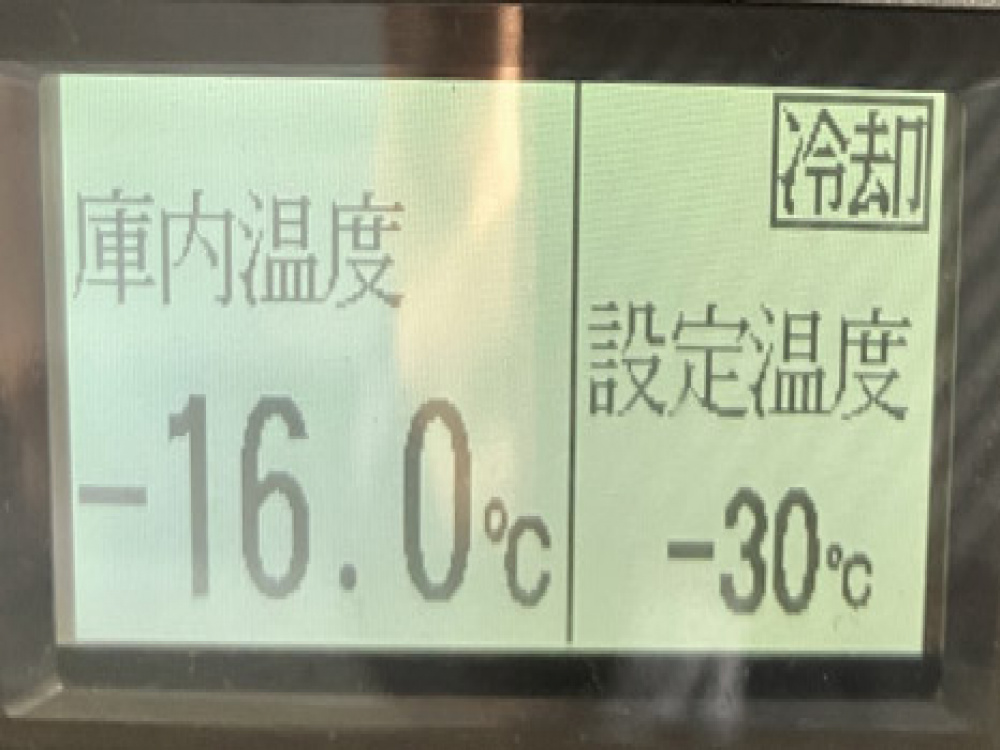 庫内温度
-16.0℃
冷却
設定温度
-30℃